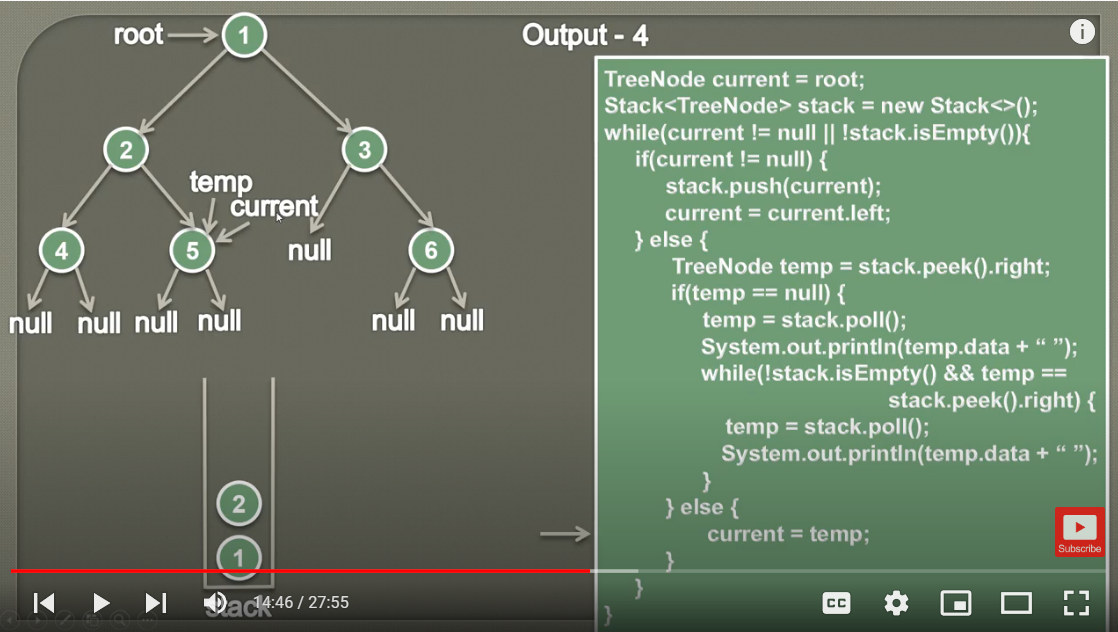 root
1
Output - 4
i
2
3
temp
current
4
5
null
6
null
null
null
null
null
null
TreeNode current = root;
Stack<TreeNode> stack = new Stack<>();
while(current != null || !stack.isEmpty()){
if(current != null) {
stack.push(current);
current = current.left;
} else {
TreeNode temp = stack.peek().right;
if(temp == null) {
temp = stack.poll();
System.out.println(temp.data + “ ”);
while(!stack.isEmpty() && temp ==
stack.peek().right) {
temp = stack.poll();
System.out.println(temp.data + “ ”);
}
} else {
current = temp;
}
}
}
2
1
stack
Subscribe
14:46 / 27:55
CC